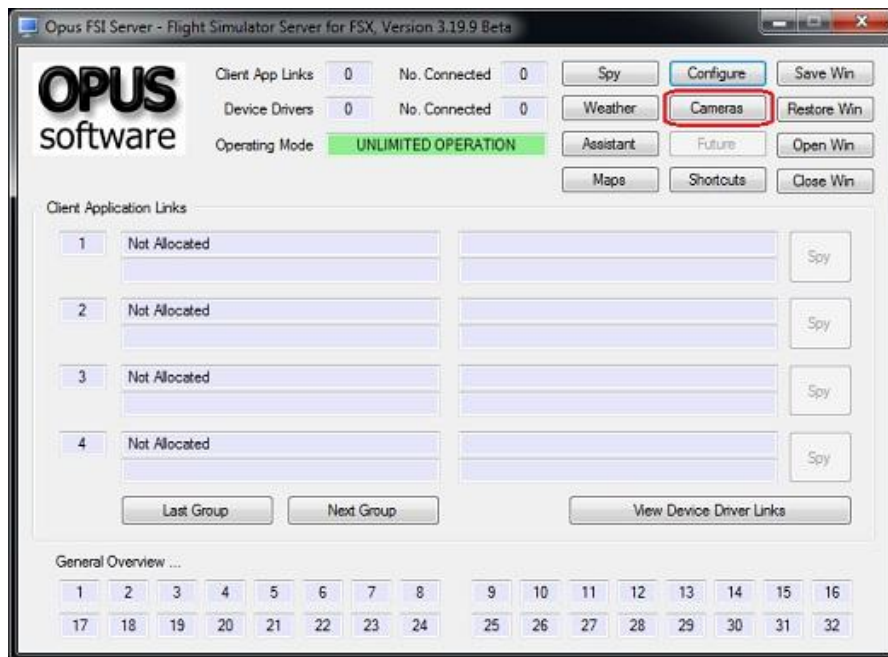 Opus FSI Server - Flight Simulator Server for FSX, Version 3.19.9 Beta
OPUS software
Client App Links 0 No. Connected 0 Spy Configure Save Win
Device Drivers 0 No. Connected 0 Weather Cameras Restore Win
Operating Mode UNLIMITED OPERATION Assistant Future Open Win
Maps Shortcuts Close Win
Client Application Links
1 Not Allocated Spy
2 Not Allocated Spy
3 Not Allocated Spy
4 Not Allocated Spy
Last Group Next Group View Device Driver Links
General Overview ...
1 2 3 4 5 6 7 8 9 10 11 12 13 14 15 16
17 18 19 20 21 22 23 24 25 26 27 28 29 30 31 32